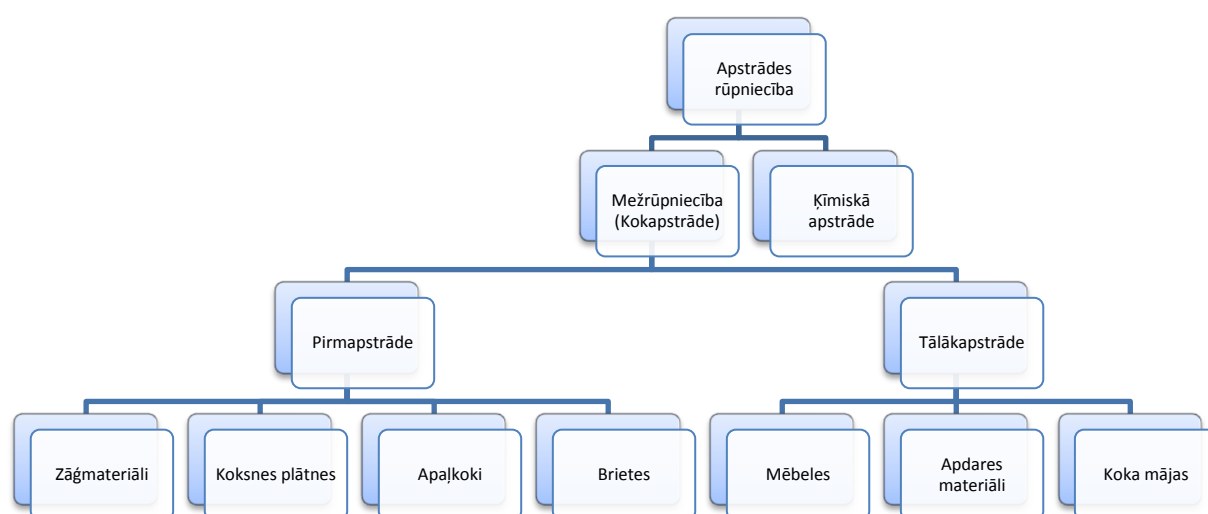 Apstrādes
rūpniecība
Mežrūpniecība
(Kokapstrāde)
Ķīmiskā
apstrāde
Pirmapstrāde
Tālākapstrāde
Zāģmateriāli
Koksnes plātnes
Apaļkoki
Brietes
Mēbeles
Apdares
materiāli
Koka mājas